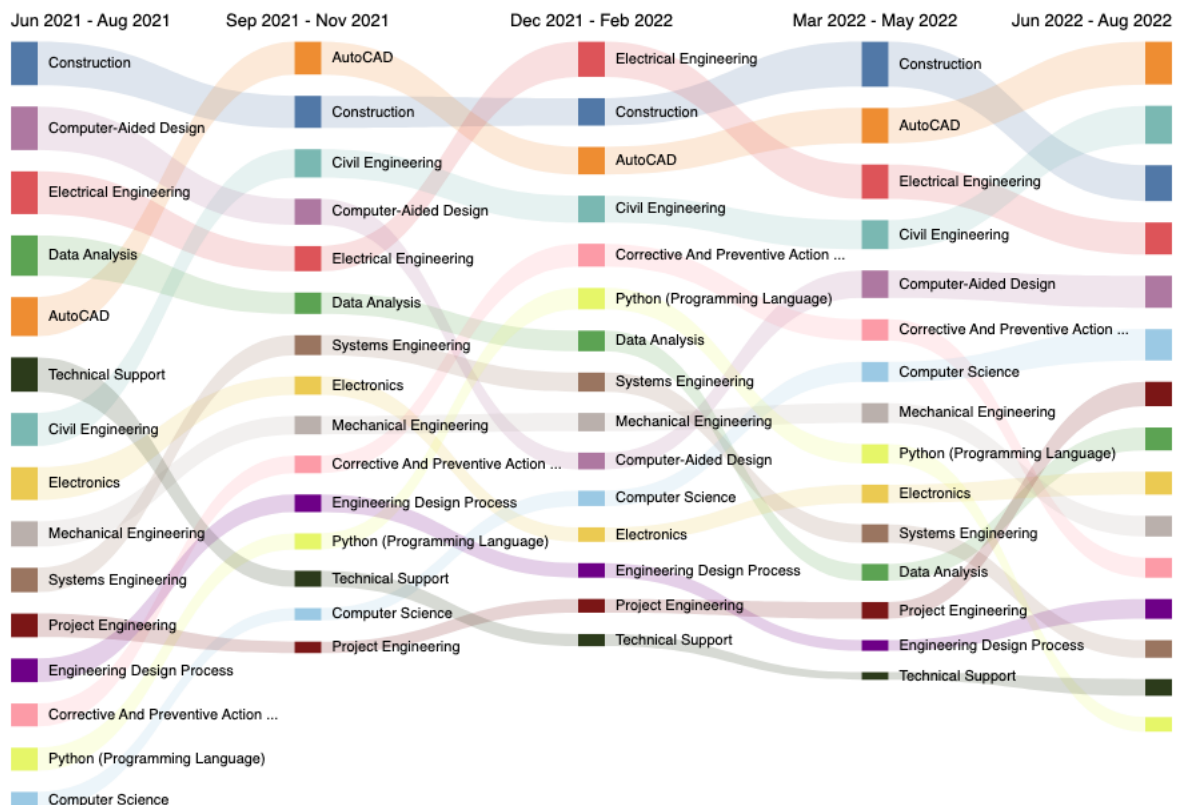 Jun 2021 - Aug 2021
Sep 2021 - Nov 2021
Dec 2021 - Feb 2022
Mar 2022 - May 2022
Jun 2022 - Aug 2022
Construction
Computer-Aided Design
Electrical Engineering
Data Analysis
AutoCAD
Technical Support
Civil Engineering
Electronics
Mechanical Engineering
Systems Engineering
Project Engineering
Engineering Design Process
Corrective And Preventive Action ...
Python (Programming Language)
Computer Science
AutoCAD
Construction
Civil Engineering
Computer-Aided Design
Electrical Engineering
Data Analysis
Systems Engineering
Electronics
Mechanical Engineering
Corrective And Preventive Action ...
Engineering Design Process
Python (Programming Language)
Technical Support
Computer Science
Project Engineering
Electrical Engineering
Construction
AutoCAD
Civil Engineering
Corrective And Preventive Action ...
Python (Programming Language)
Data Analysis
Systems Engineering
Mechanical Engineering
Computer-Aided Design
Computer Science
Electronics
Engineering Design Process
Project Engineering
Technical Support
Construction
AutoCAD
Electrical Engineering
Civil Engineering
Computer-Aided Design
Corrective And Preventive Action ...
Computer Science
Mechanical Engineering
Python (Programming Language)
Electronics
Systems Engineering
Data Analysis
Project Engineering
Engineering Design Process
Technical Support